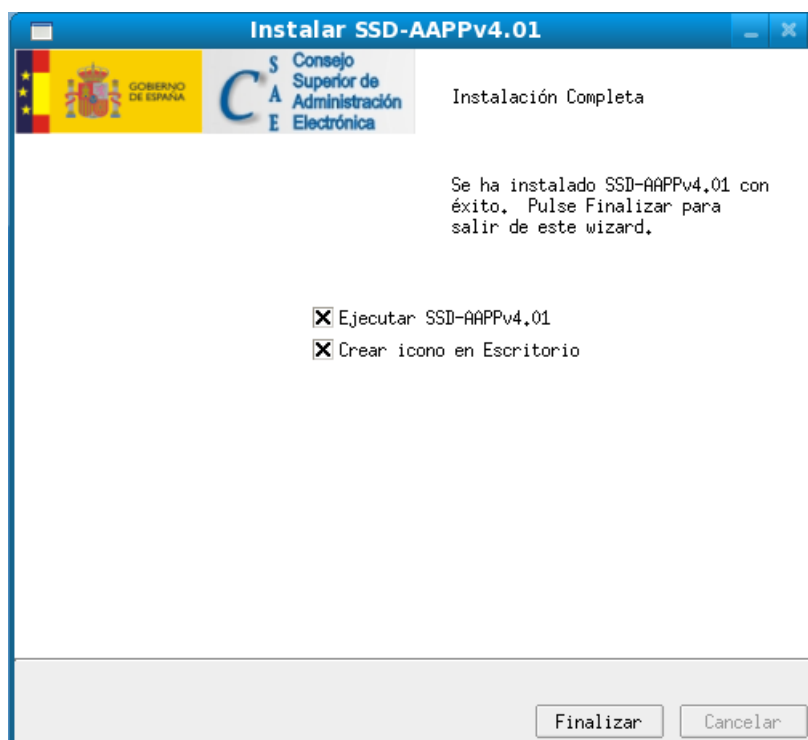 Instalar SSD-AAPPv4.01
GOBIERNO
DE ESPAÑA
C S A E
Consejo
Superior de
Administración
Electrónica
Instalación Completa
Se ha instalado SSD-AAPPv4.01 con
éxito. Pulse Finalizar para
salir de este wizard.
Ejecutar SSD-AAPPv4.01
Crear icono en Escritorio
Finalizar
Cancelar